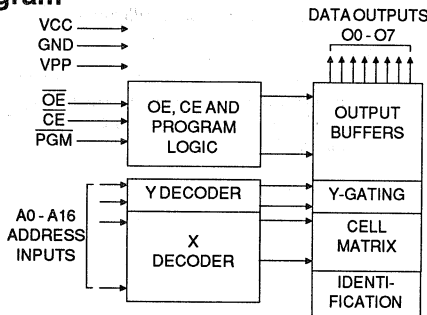 DATA OUTPUTS
O0 - O7
VCC
GND
VPP
OE
CE
PGM
OE, CE AND
PROGRAM
LOGIC
OUTPUT
BUFFERS
A0 - A16
ADDRESS
INPUTS
Y DECODER
X
DECODER
Y-GATING
CELL
MATRIX
IDENTI-
FICATION